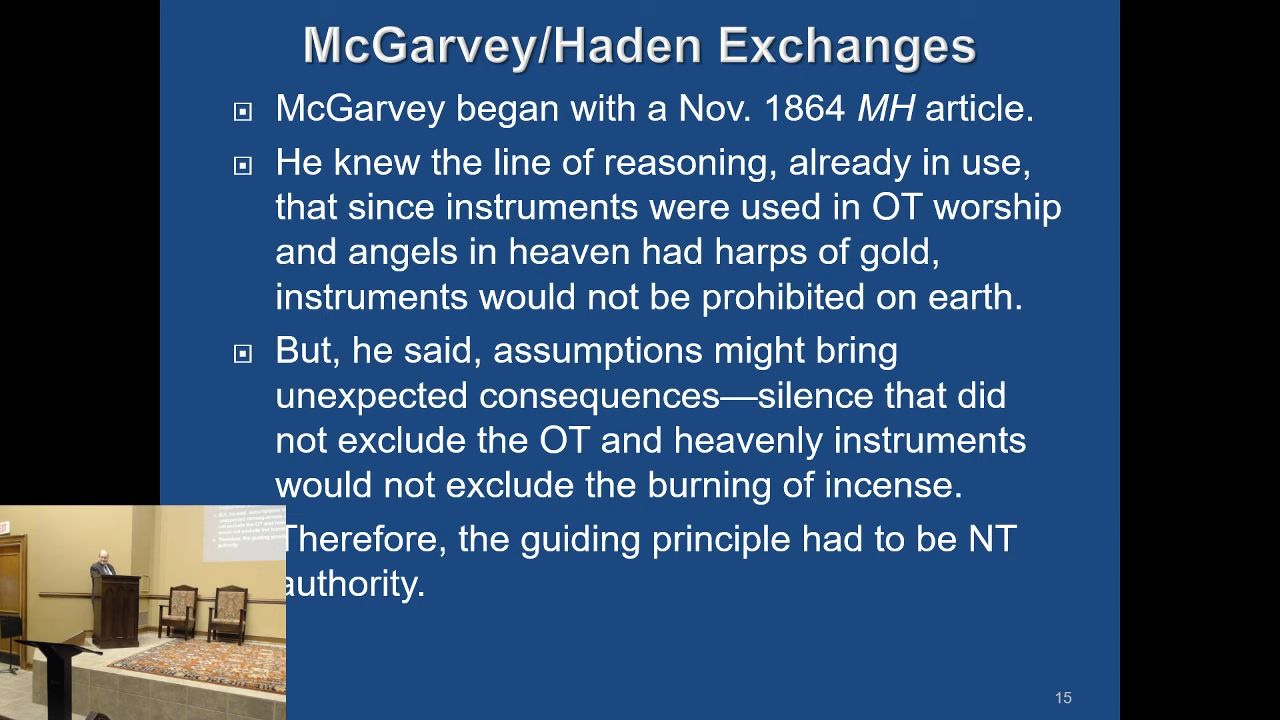 McGarvey/Haden Exchanges
McGarvey began with a Nov. 1864 MH article.
He knew the line of reasoning, already in use,
that since instruments were used in OT worship
and angels in heaven had harps of gold,
instruments would not be prohibited on earth.
But, he said, assumptions might bring
unexpected consequences—silence that did
not exclude the OT and heavenly instruments
would not exclude the burning of incense.
Therefore, the guiding principle had to be NT
authority.
15